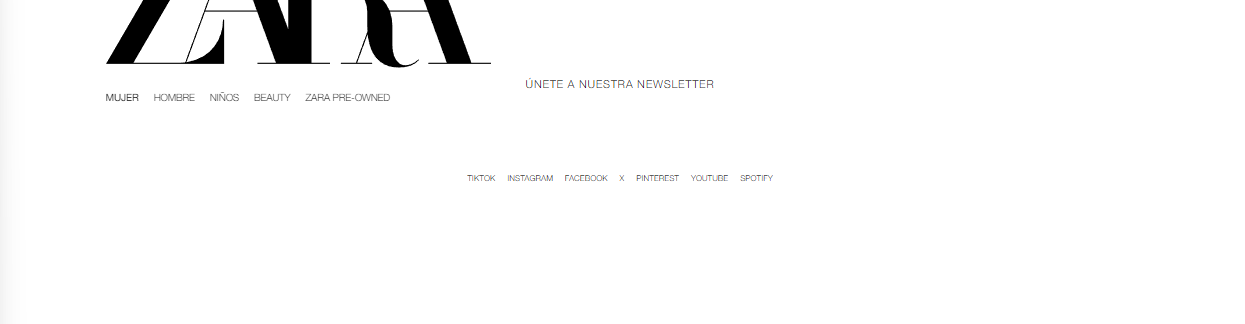 ZARA
ÚNETE A NUESTRA NEWSLETTER
MUJER HOMBRE NIÑOS BEAUTY ZARA PRE-OWNED
TIKTOK INSTAGRAM FACEBOOK X PINTEREST YOUTUBE SPOTIFY